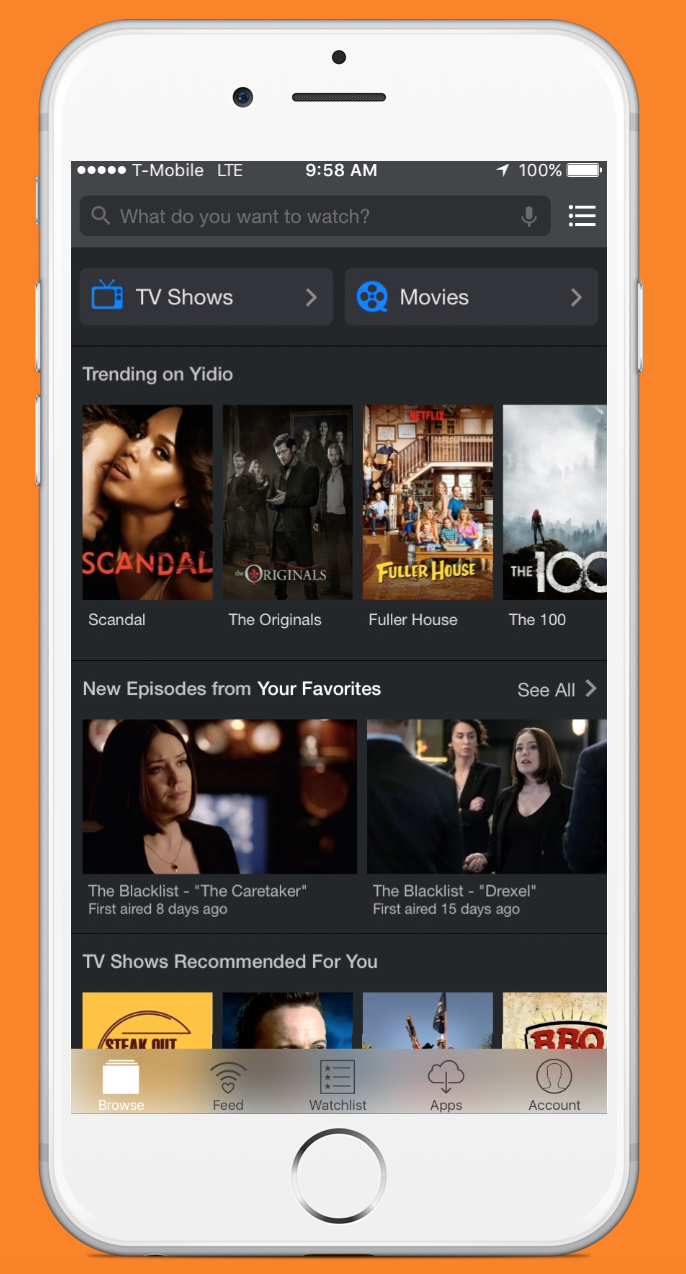 T-Mobile LTE 9:58 AM 100%
What do you want to watch?
TV Shows
Movies
Trending on Yidio
SCANDAL
the ORIGINALS
NETFLIX
FULLER HOUSE
THE 100
Scandal
The Originals
Fuller House
The 100
New Episodes from Your Favorites
See All
The Blacklist - "The Caretaker"
First aired 8 days ago
The Blacklist - "Drexel"
First aired 15 days ago
TV Shows Recommended For You
STEAK OUT
BBQ
Browse
Feed
Watchlist
Apps
Account